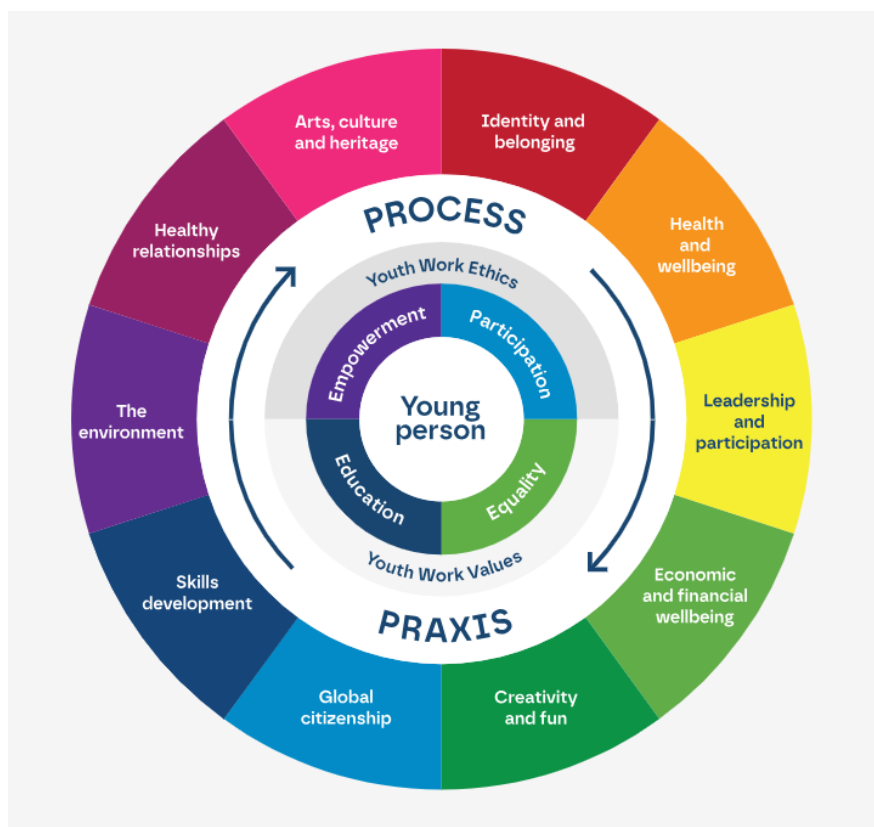 Identity and
belonging
Health
and
wellbeing
Leadership
and
participation
Economic
and financial
wellbeing
Creativity
and fun
Global
citizenship
Skills
development
The
environment
Healthy
relationships
Arts, culture
and heritage
PROCESS
Youth Work Ethics
Empowerment
Participation
Young
person
Education
Equality
Youth Work Values
PRAXIS